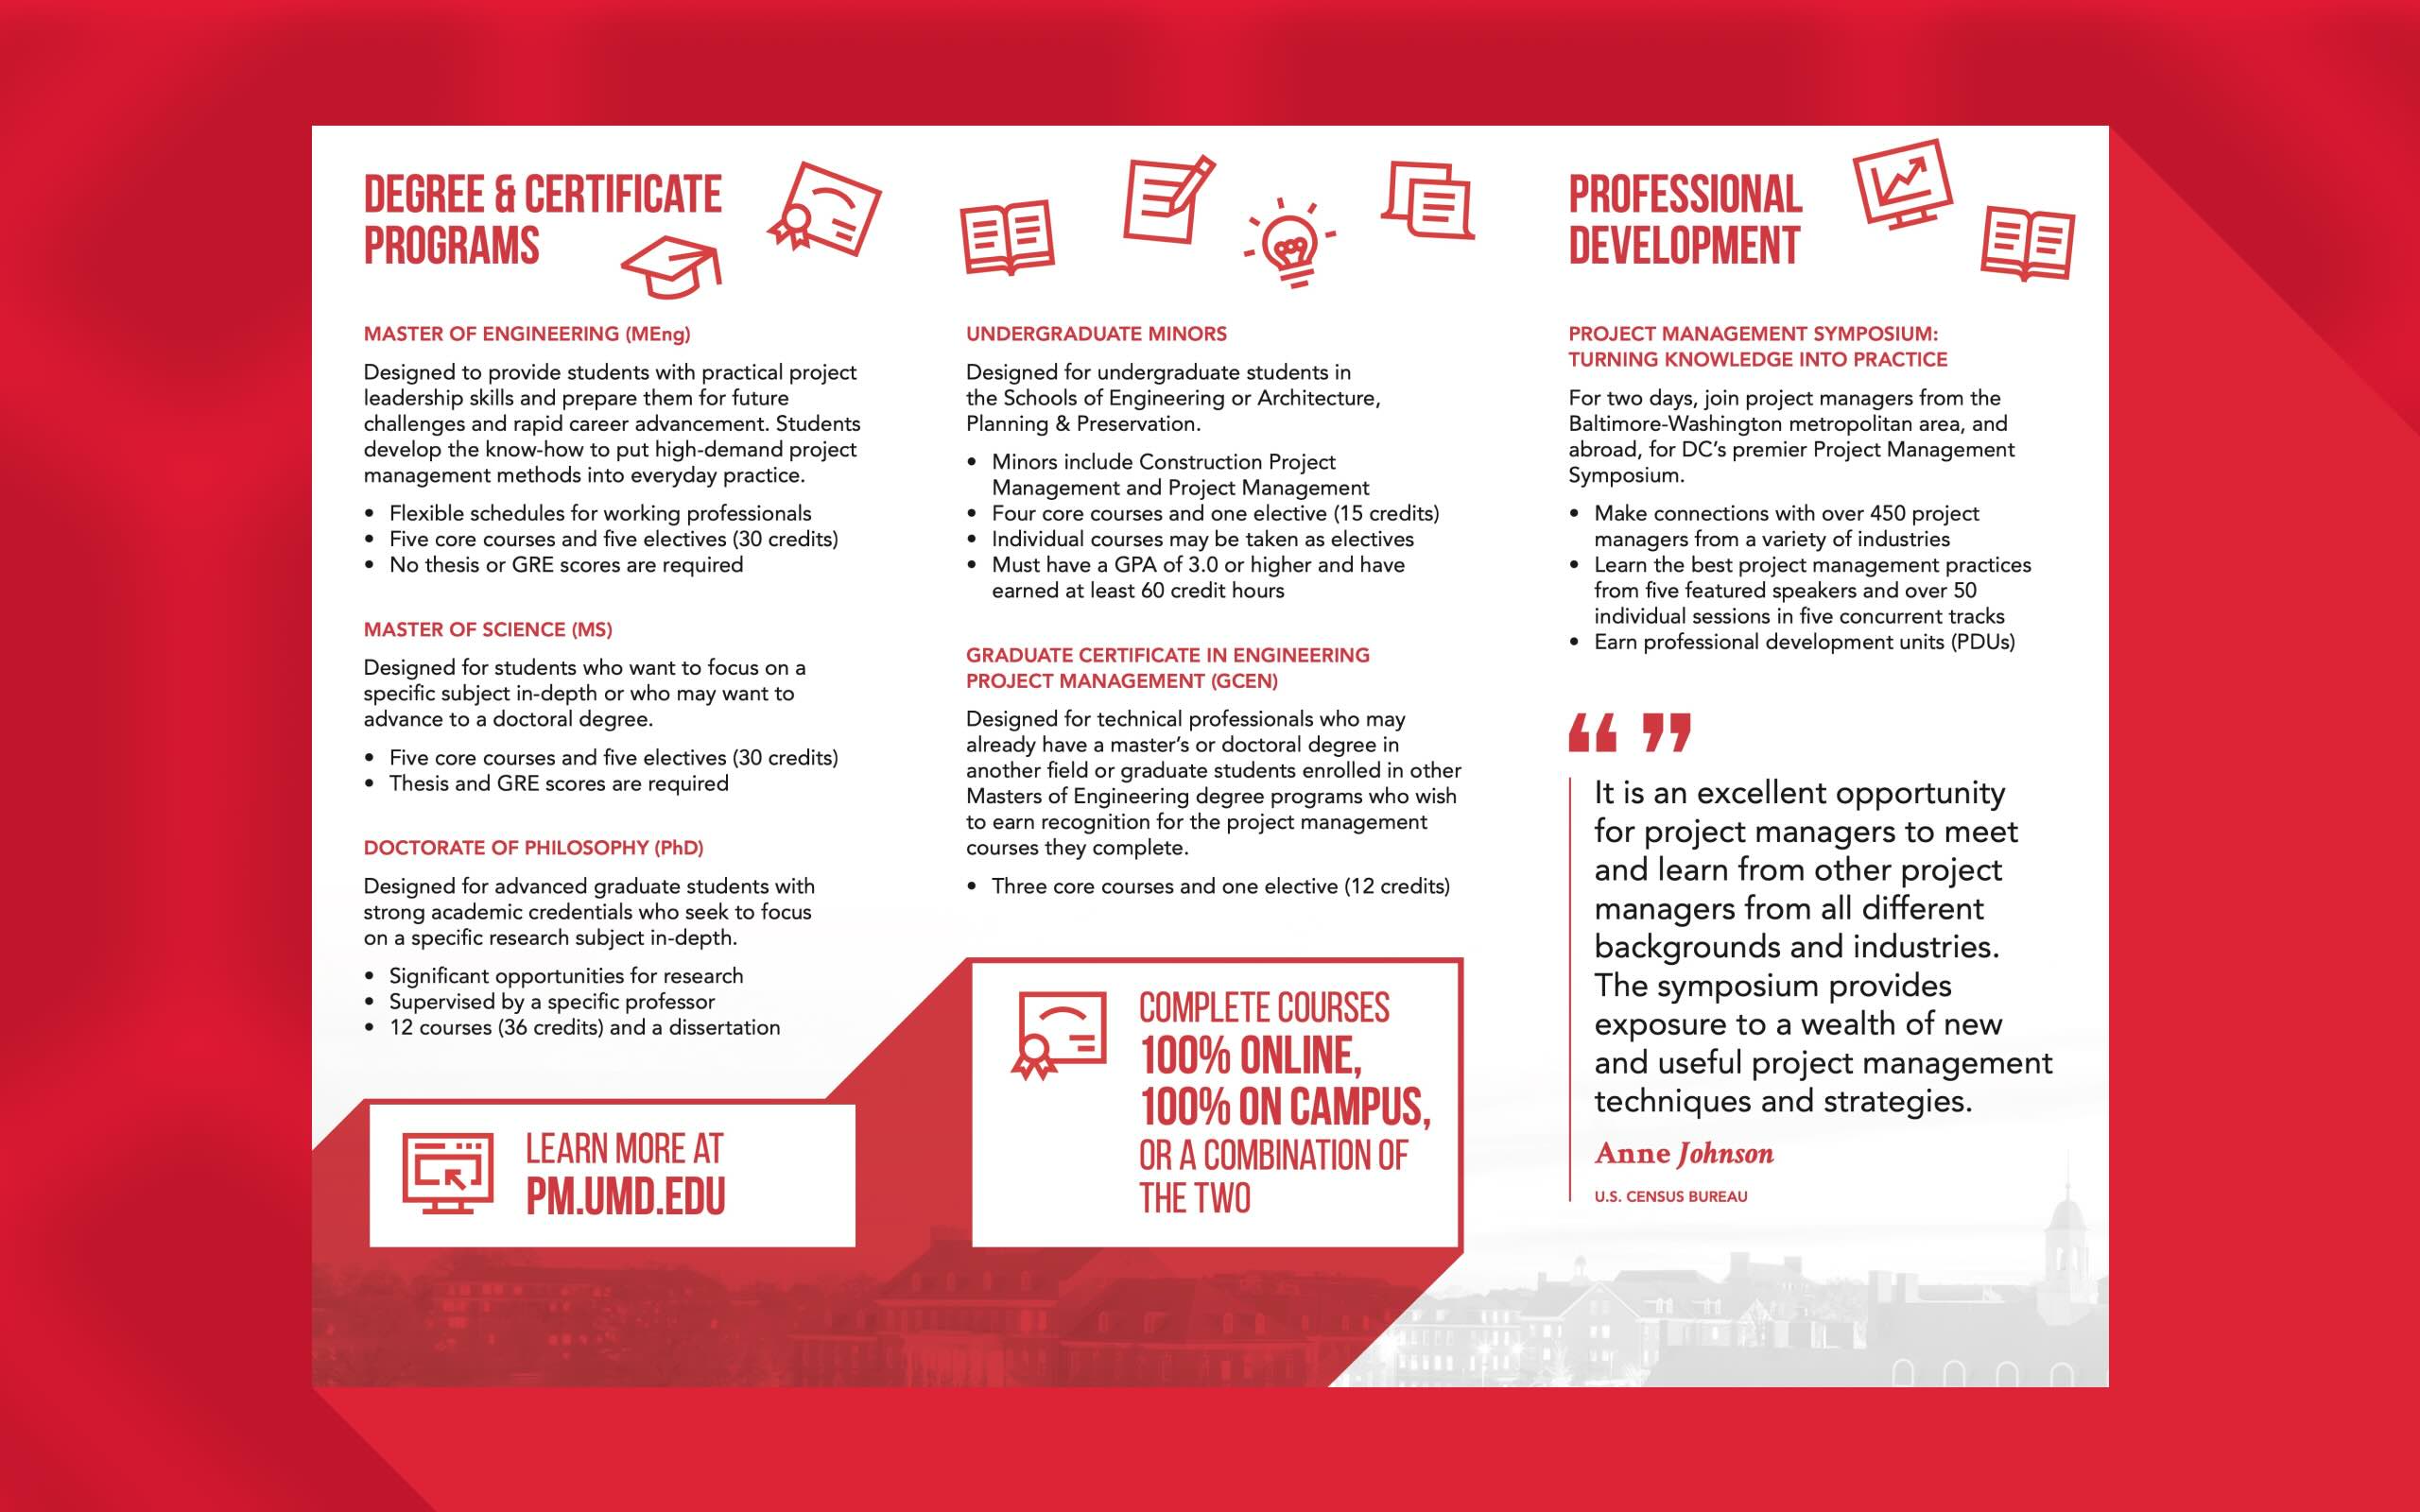 DEGREE & CERTIFICATE
PROGRAMS
MASTER OF ENGINEERING (MEng)
Designed to provide students with practical project
leadership skills and prepare them for future
challenges and rapid career advancement. Students
develop the know-how to put high-demand project
management methods into everyday practice.
• Flexible schedules for working professionals
• Five core courses and five electives (30 credits)
• No thesis or GRE scores are required
MASTER OF SCIENCE (MS)
Designed for students who want to focus on a
specific subject in-depth or who may want to
advance to a doctoral degree.
• Five core courses and five electives (30 credits)
• Thesis and GRE scores are required
DOCTORATE OF PHILOSOPHY (PhD)
Designed for advanced graduate students with
strong academic credentials who seek to focus
on a specific research subject in-depth.
• Significant opportunities for research
• Supervised by a specific professor
• 12 courses (36 credits) and a dissertation
LEARN MORE AT
PM.UMD.EDU
UNDERGRADUATE MINORS
Designed for undergraduate students in
the Schools of Engineering or Architecture,
Planning & Preservation.
• Minors include Construction Project
Management and Project Management
• Four core courses and one elective (15 credits)
• Individual courses may be taken as electives
• Must have a GPA of 3.0 or higher and have
earned at least 60 credit hours
GRADUATE CERTIFICATE IN ENGINEERING
PROJECT MANAGEMENT (GCEN)
Designed for technical professionals who may
already have a master’s or doctoral degree in
another field or graduate students enrolled in other
Masters of Engineering degree programs who wish
to earn recognition for the project management
courses they complete.
• Three core courses and one elective (12 credits)
COMPLETE COURSES
100% ONLINE,
100% ON CAMPUS,
OR A COMBINATION OF
THE TWO
PROFESSIONAL
DEVELOPMENT
PROJECT MANAGEMENT SYMPOSIUM:
TURNING KNOWLEDGE INTO PRACTICE
For two days, join project managers from the
Baltimore-Washington metropolitan area, and
abroad, for DC’s premier Project Management
Symposium.
• Make connections with over 450 project
managers from a variety of industries
• Learn the best project management practices
from five featured speakers and over 50
individual sessions in five concurrent tracks
• Earn professional development units (PDUs)
“ ”
It is an excellent opportunity
for project managers to meet
and learn from other project
managers from all different
backgrounds and industries.
The symposium provides
exposure to a wealth of new
and useful project management
techniques and strategies.
Anne Johnson
U.S. CENSUS BUREAU